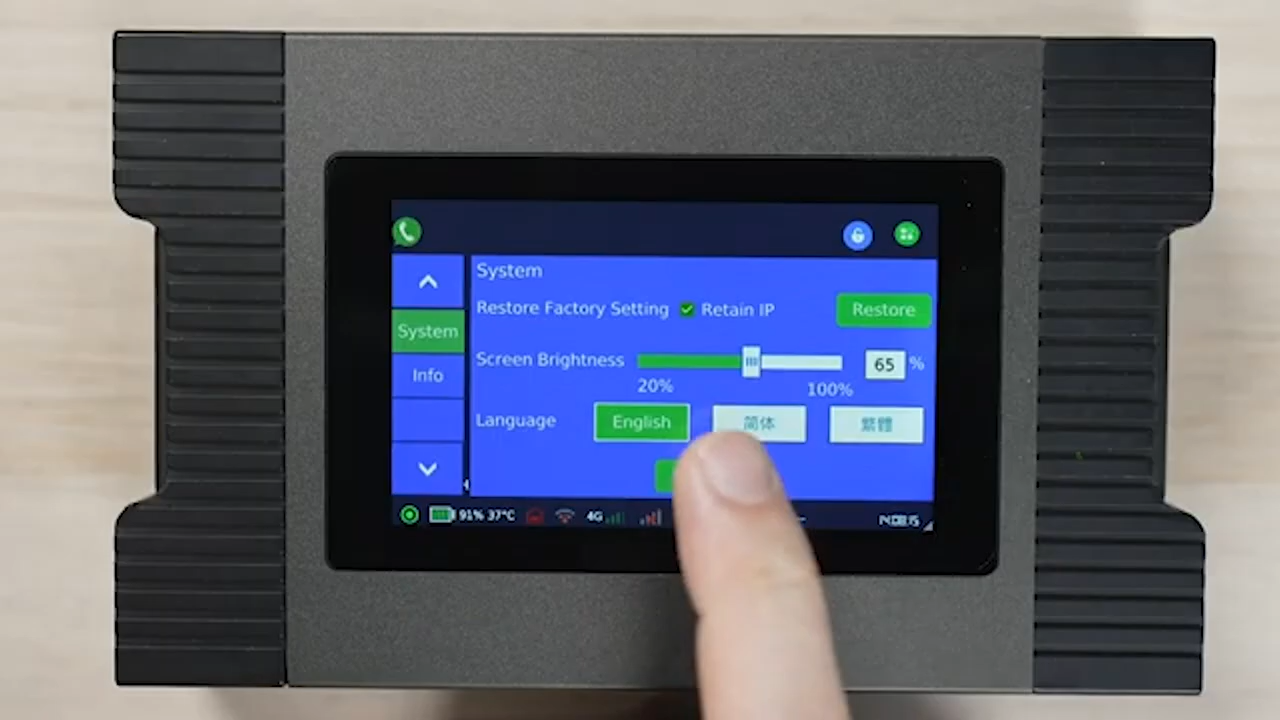 System
Restore Factory Setting Retain IP Restore
System
Screen Brightness 65 %
20% 100%
Info
Language English 简体 繁體
91% 37°C 4G